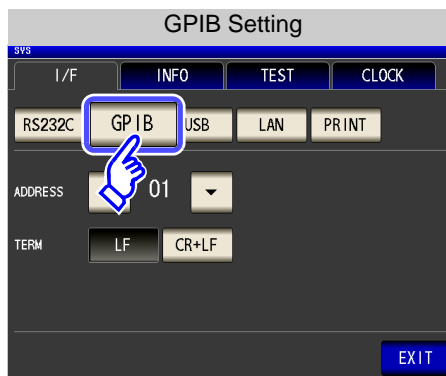 GPIB Setting
SYS
I/F INFO TEST CLOCK
RS232C GPIB USB LAN PRINT
ADDRESS 01
TERM LF CR+LF
EXIT